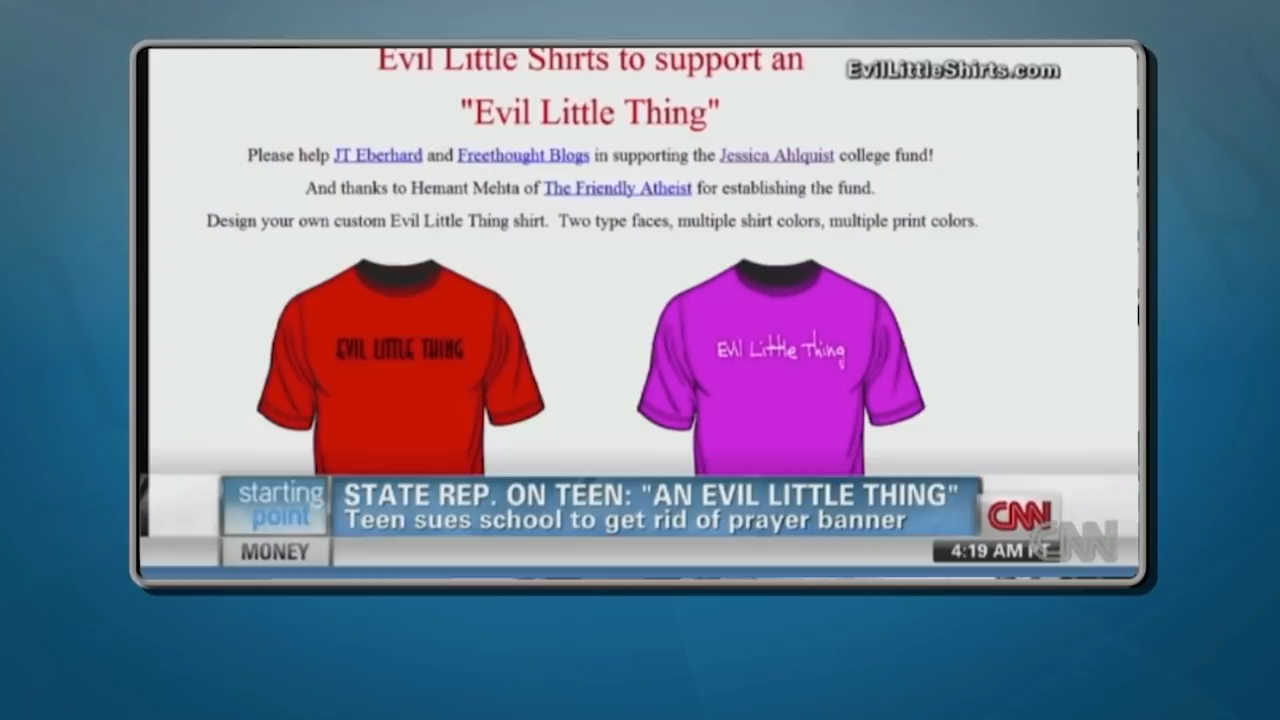 Evil Little Shirts to support an
EvilLittleShirts.com
"Evil Little Thing"
Please help JT Eberhard and Freethought Blogs in supporting the Jessica Ahlquist college fund!
And thanks to Hemant Mehta of The Friendly Atheist for establishing the fund.
Design your own custom Evil Little Thing shirt. Two type faces, multiple shirt colors, multiple print colors.
EVIL LITTLE THING
Evil Little Thing
starting point
STATE REP. ON TEEN: "AN EVIL LITTLE THING"
Teen sues school to get rid of prayer banner
CNN
MONEY
4:19 AM PT
CNN